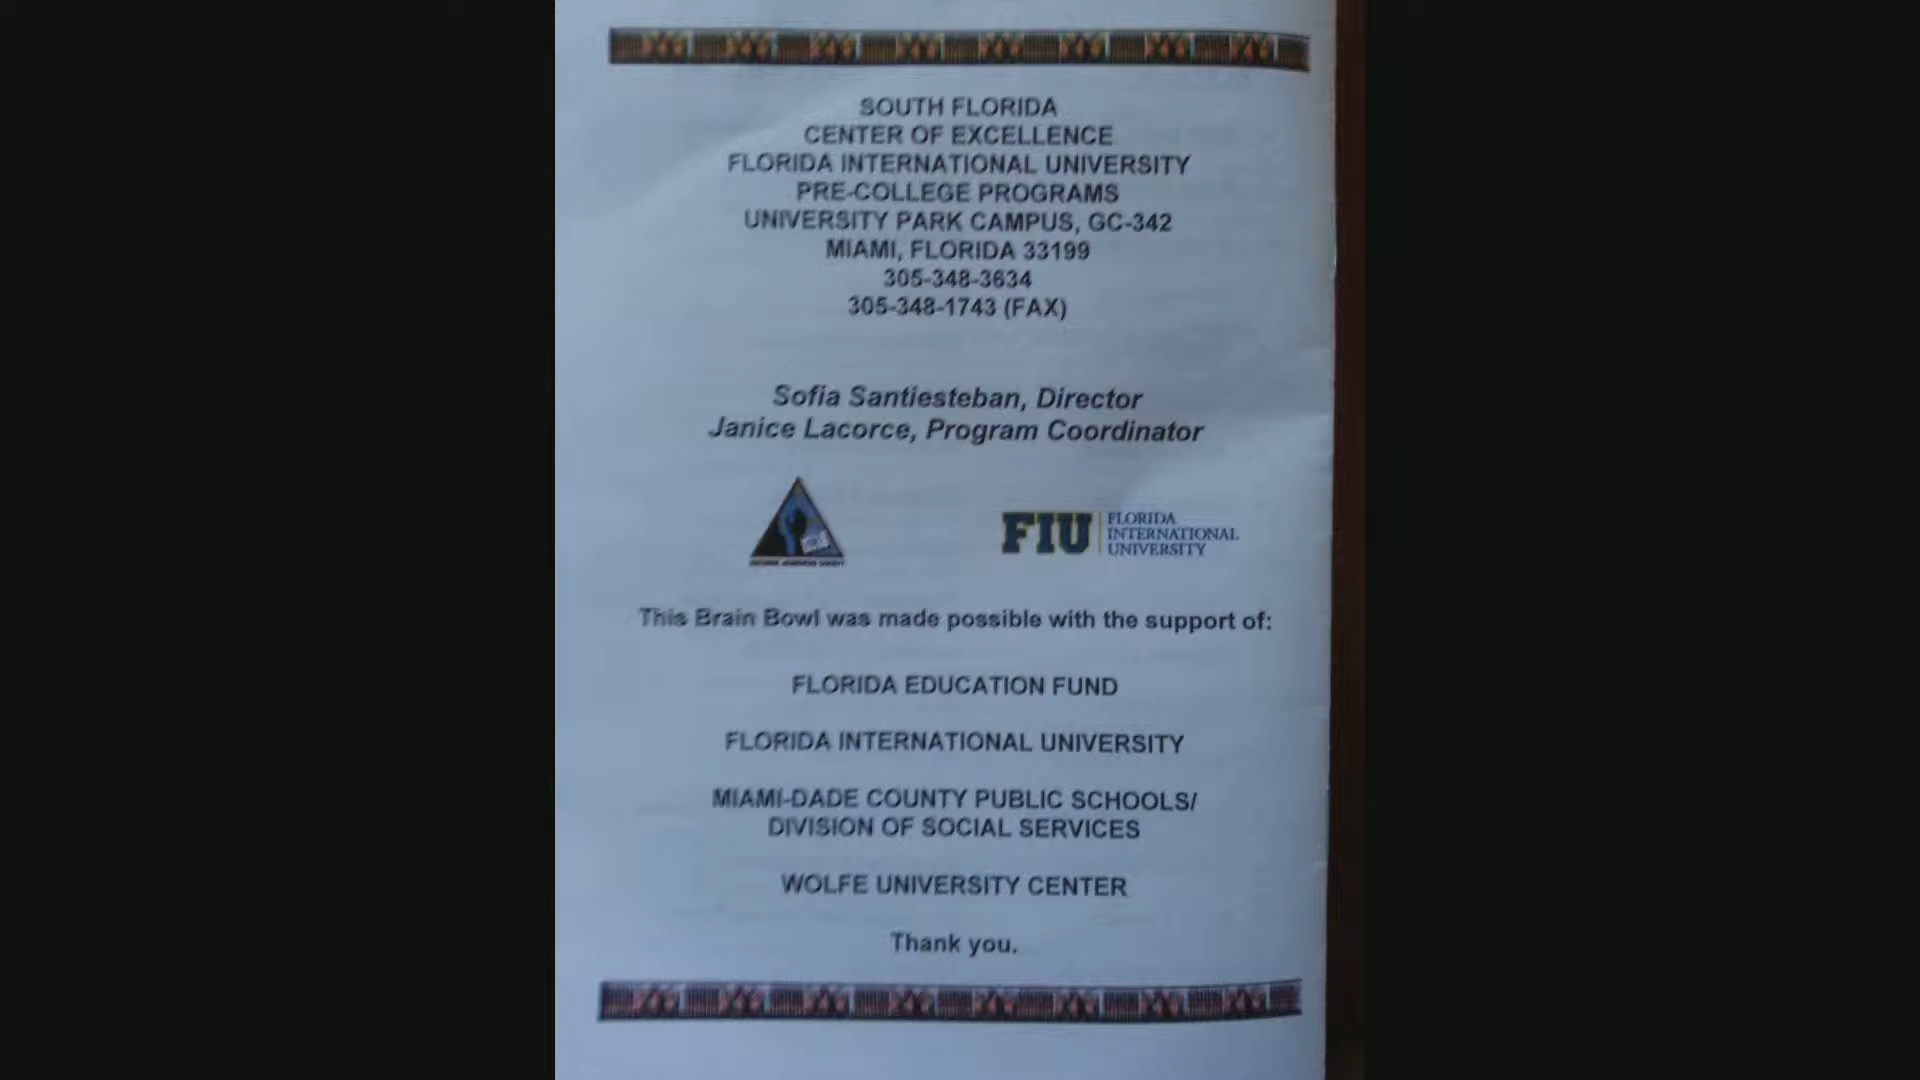 SOUTH FLORIDA
CENTER OF EXCELLENCE
FLORIDA INTERNATIONAL UNIVERSITY
PRE-COLLEGE PROGRAMS
UNIVERSITY PARK CAMPUS, GC-342
MIAMI, FLORIDA 33199
305-348-3634
305-348-1743 (FAX)
Sofia Santiesteban, Director
Janice Lacorce, Program Coordinator
FIU
FLORIDA
INTERNATIONAL
UNIVERSITY
This Brain Bowl was made possible with the support of:
FLORIDA EDUCATION FUND
FLORIDA INTERNATIONAL UNIVERSITY
MIAMI-DADE COUNTY PUBLIC SCHOOLS/
DIVISION OF SOCIAL SERVICES
WOLFE UNIVERSITY CENTER
Thank you.